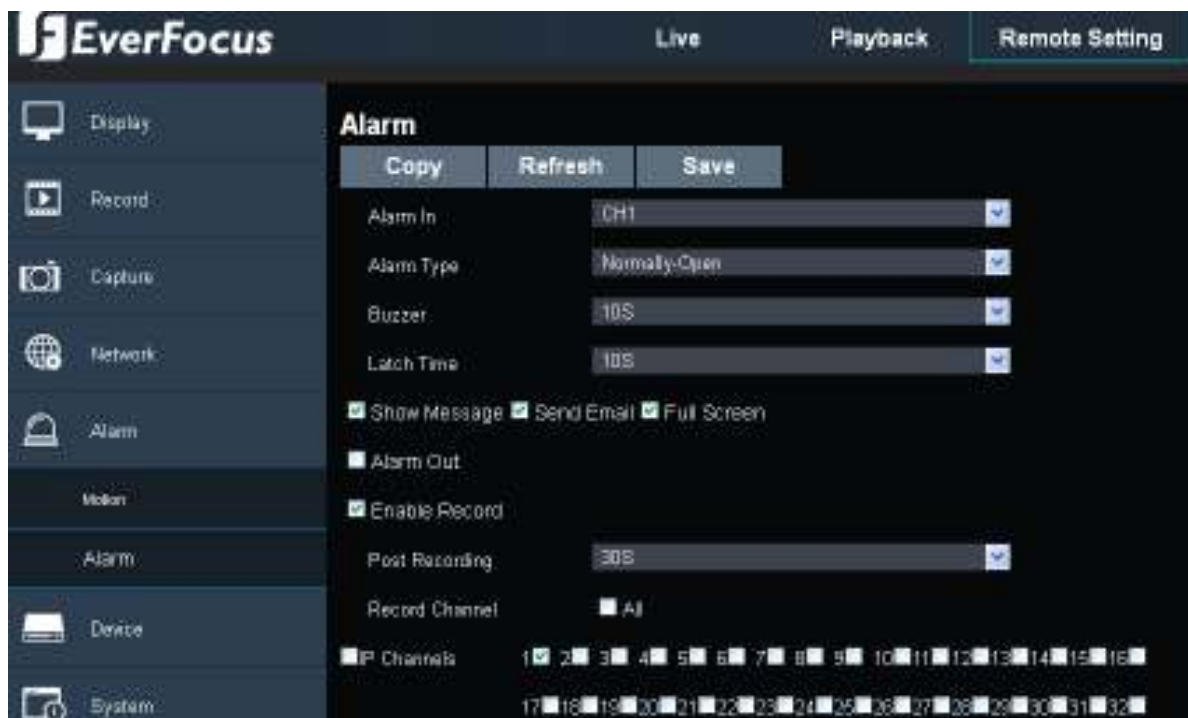 EverFocus
Live Playback Remote Setting
Display
Record
Capture
Network
Alarm
Motion
Alarm
Device
System
Alarm
Copy Refresh Save
Alarm In CH1
Alarm Type Normally-Open
Buzzer 10S
Latch Time 10S
Show Message Send Email Full Screen
Alarm Out
Enable Record
Post Recording 30S
Record Channel All
IP Channels 1 2 3 4 5 6 7 8 9 10 11 12 13 14 15 16
17 18 19 20 21 22 23 24 25 26 27 28 29 30 31 32